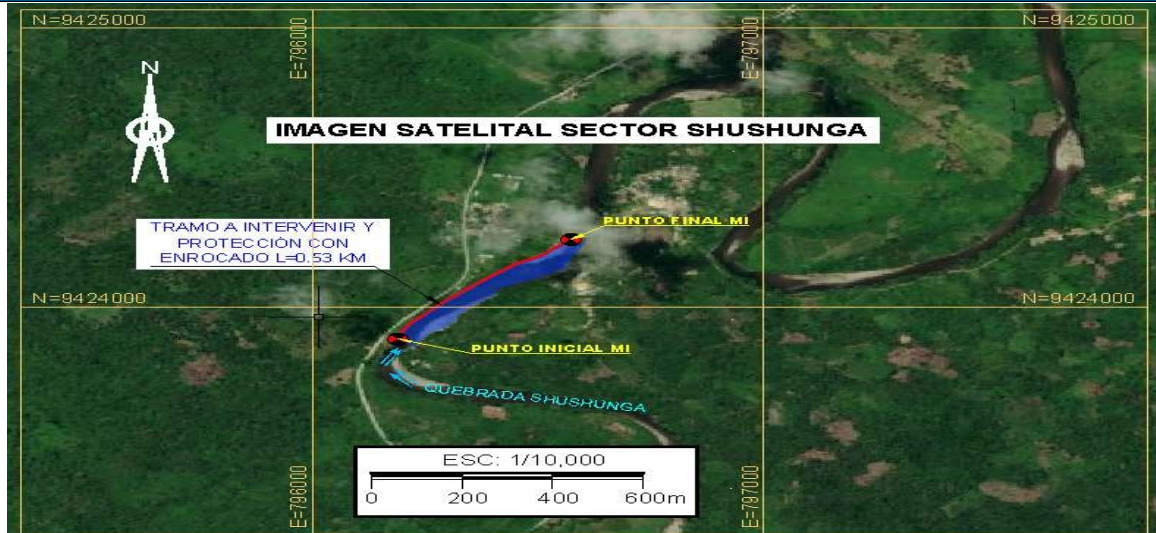 N=9425000
N=9425000
E=796000
E=797000
N
IMAGEN SATELITAL SECTOR SHUSHUNGA
TRAMO A INTERVENIR Y
PROTECCIÓN CON
ENROCADO L=0.53 KM
PUNTO FINAL MI
N=9424000
N=9424000
PUNTO INICIAL MI
QUEBRADA SHUSHUNGA
ESC: 1/10,000
0 200 400 600m
E=796000
E=797000